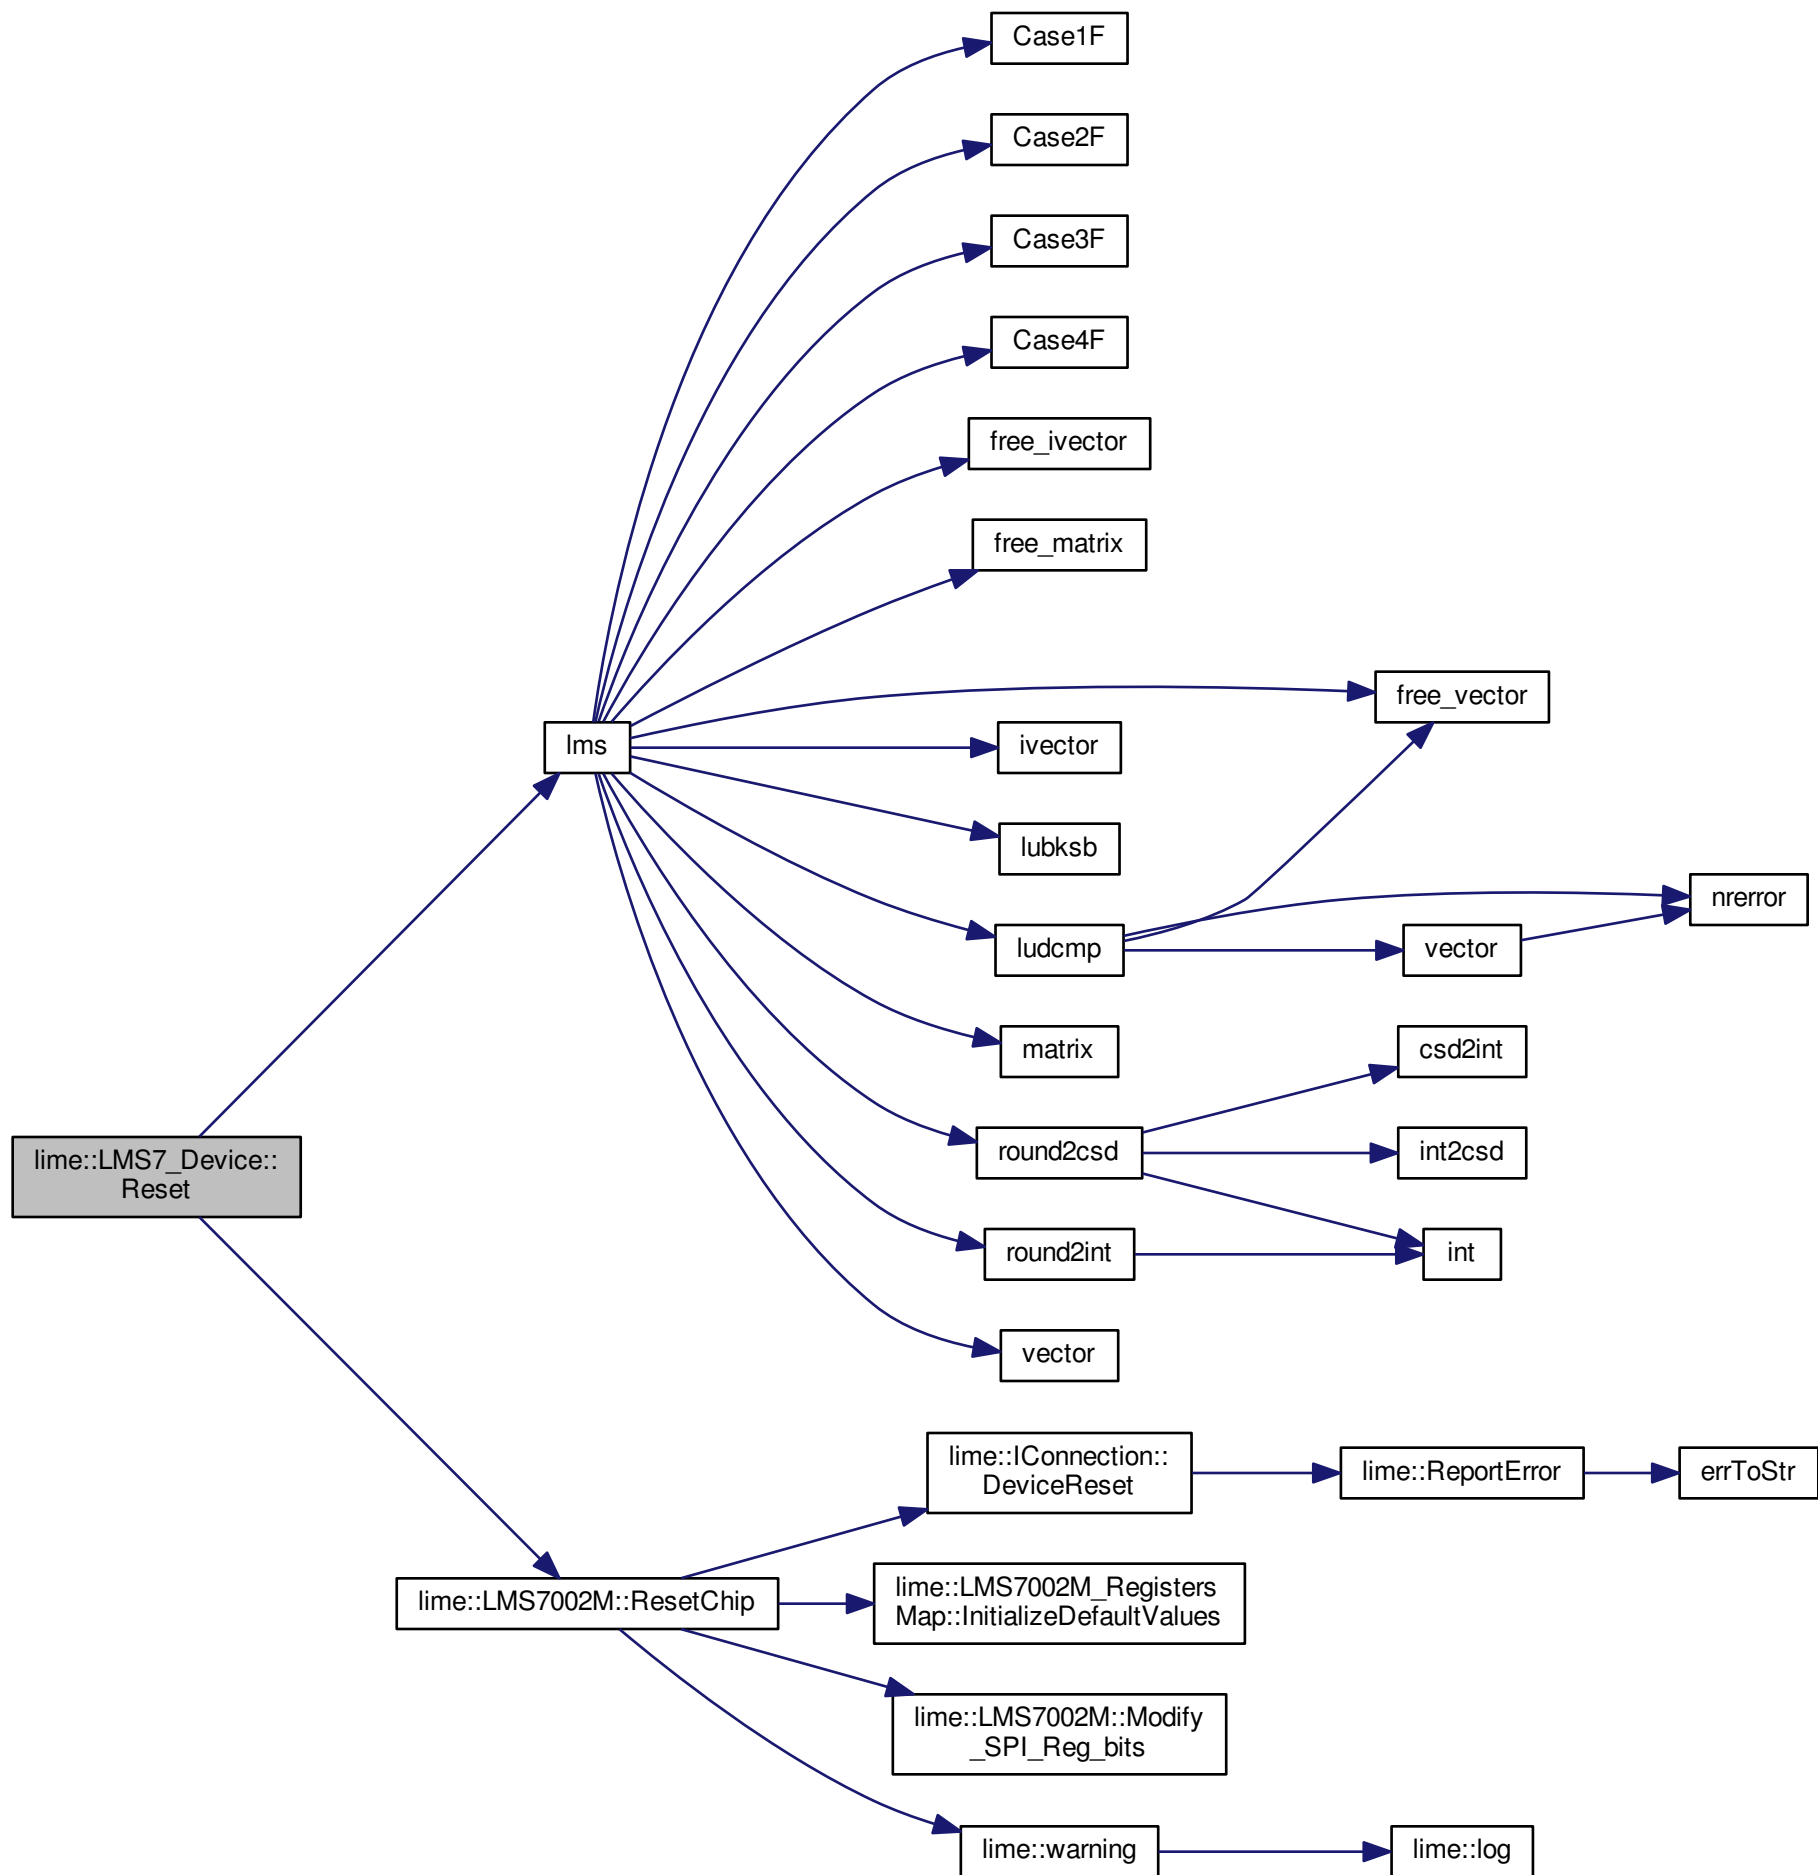 Case1F
Case2F
Case3F
Case4F
free_ivector
free_matrix
free_vector
lms
ivector
lubksb
nrerror
ludcmp
vector
matrix
csd2int
lime::LMS7_Device::
Reset
round2csd
int2csd
round2int
int
vector
lime::IConnection::
DeviceReset
lime::ReportError
errToStr
lime::LMS7002M::ResetChip
lime::LMS7002M_Registers
Map::InitializeDefaultValues
lime::LMS7002M::Modify
_SPI_Reg_bits
lime::warning
lime::log